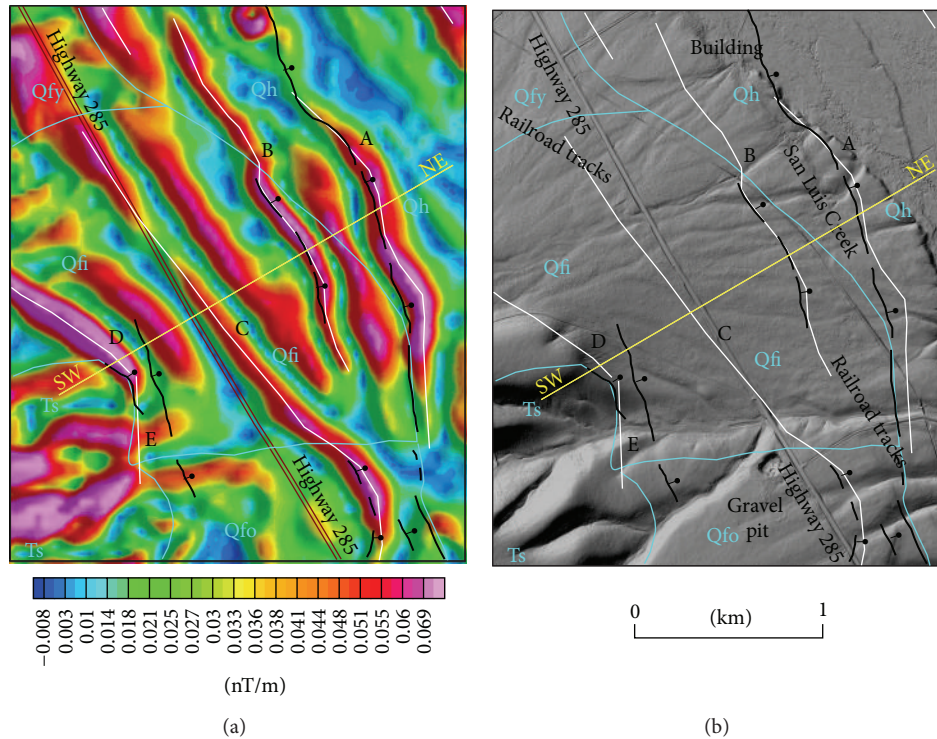 Highway 285
Qfy
Qh
B
A
NE
Qh
Qfi
D
C
SW
Qfi
Ts
E
Highway 285
Qfo
Ts
−0.008
0.003
0.01
0.014
0.018
0.021
0.025
0.027
0.03
0.033
0.036
0.038
0.041
0.044
0.048
0.051
0.055
0.06
0.069
(nT/m)
(a)
Building
Highway 285
Qfy
Qh
Railroad tracks
B
A
San Luis Creek
NE
Qh
Qfi
D
C
SW
Qfi
Ts
Railroad tracks
E
Highway 285
Gravel
pit
Qfo
Ts
0
(km)
1
(b)